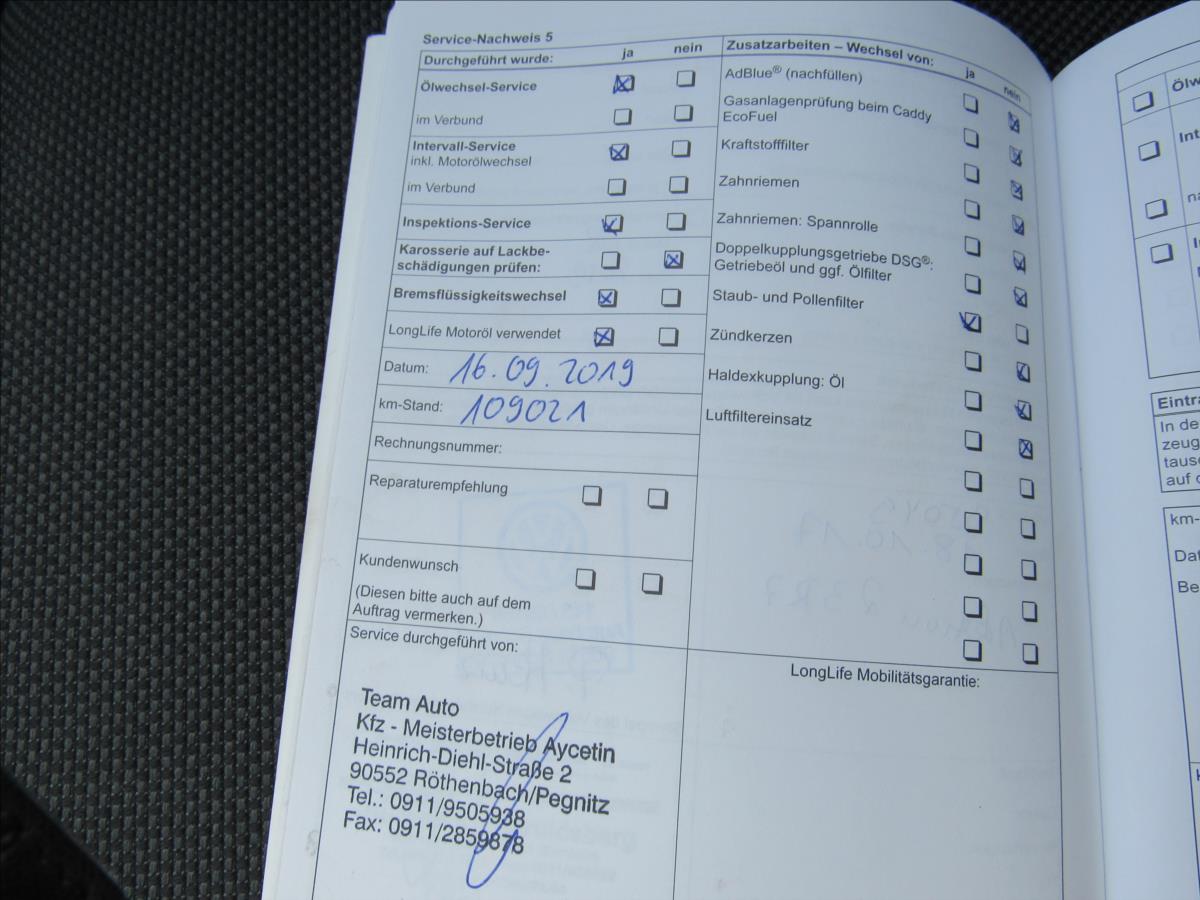 Service-Nachweis 5
Durchgeführt wurde: ja nein
Ölwechsel-Service
im Verbund
Intervall-Service
inkl. Motorölwechsel
im Verbund
Inspektions-Service
Karosserie auf Lackbe-
schädigungen prüfen:
Bremsflüssigkeitswechsel
LongLife Motoröl verwendet
Datum: 16.09.2019
km-Stand: 109021
Rechnungsnummer:
Reparaturempfehlung
Kundenwunsch
(Diesen bitte auch auf dem
Auftrag vermerken.)
Service durchgeführt von:
Team Auto
Kfz - Meisterbetrieb Aycetin
Heinrich-Diehl-Straße 2
90552 Röthenbach/Pegnitz
Tel.: 0911/9505938
Fax: 0911/2859878
Zusatzarbeiten – Wechsel von: ja nein
AdBlue® (nachfüllen)
Gasanlagenprüfung beim Caddy
EcoFuel
Kraftstofffilter
Zahnriemen
Zahnriemen: Spannrolle
Doppelkupplungsgetriebe DSG®:
Getriebeöl und ggf. Ölfilter
Staub- und Pollenfilter
Zündkerzen
Haldexkupplung: Öl
Luftfiltereinsatz
LongLife Mobilitätsgarantie:
Ölw
Int
na
Eintra
In de
zeug
tausc
auf d
km-
Dat
Be